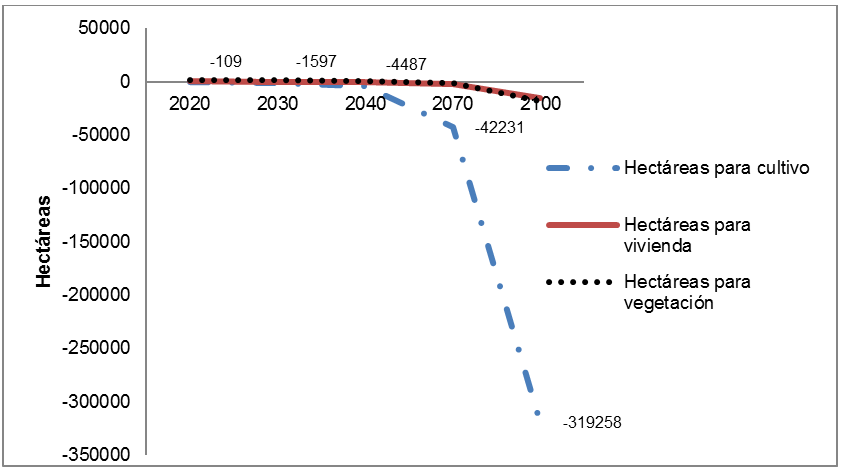 50000
0
-50000
-100000
-150000
-200000
-250000
-300000
-350000
Hectáreas
2020 2030 2040 2070 2100
-109 -1597 -4487
-42231
-319258
Hectáreas para cultivo
Hectáreas para
vivienda
Hectáreas para
vegetación